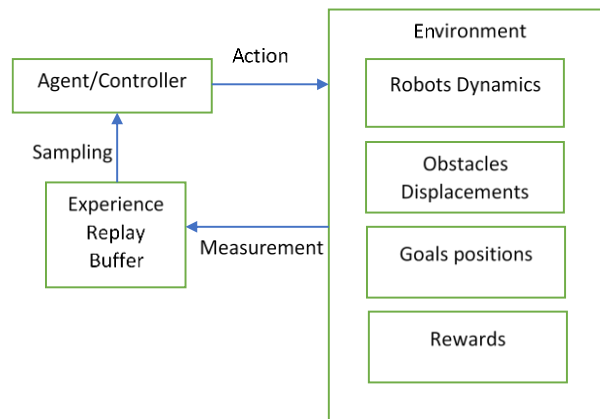 Environment
Action
Agent/Controller
Robots Dynamics
Sampling
Obstacles
Displacements
Experience
Replay
Buffer
Measurement
Goals positions
Rewards